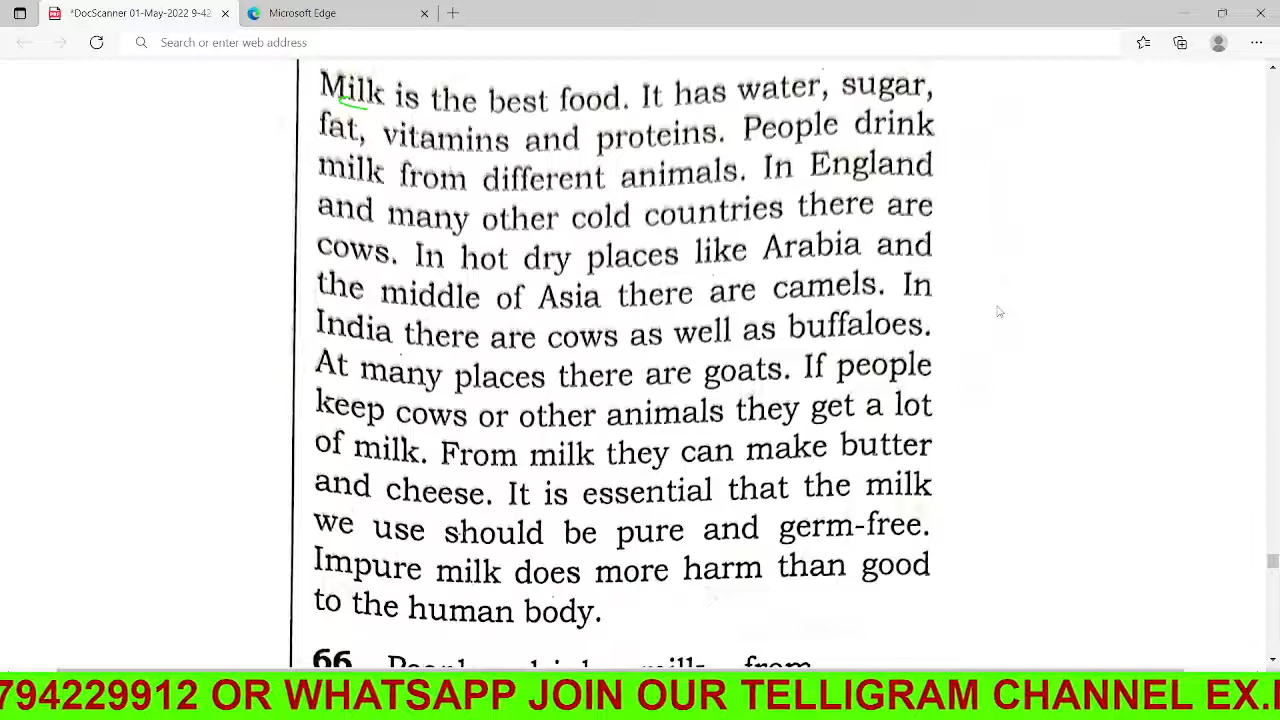 *DocScanner 01-May-2022 9-42
Microsoft Edge
Search or enter web address
Milk is the best food. It has water, sugar,
fat, vitamins and proteins. People drink
milk from different animals. In England
and many other cold countries there are
cows. In hot dry places like Arabia and
the middle of Asia there are camels. In
India there are cows as well as buffaloes.
At many places there are goats. If people
keep cows or other animals they get a lot
of milk. From milk they can make butter
and cheese. It is essential that the milk
we use should be pure and germ-free.
Impure milk does more harm than good
to the human body.
66 People drink milk from
794229912 OR WHATSAPP JOIN OUR TELLIGRAM CHANNEL EX.